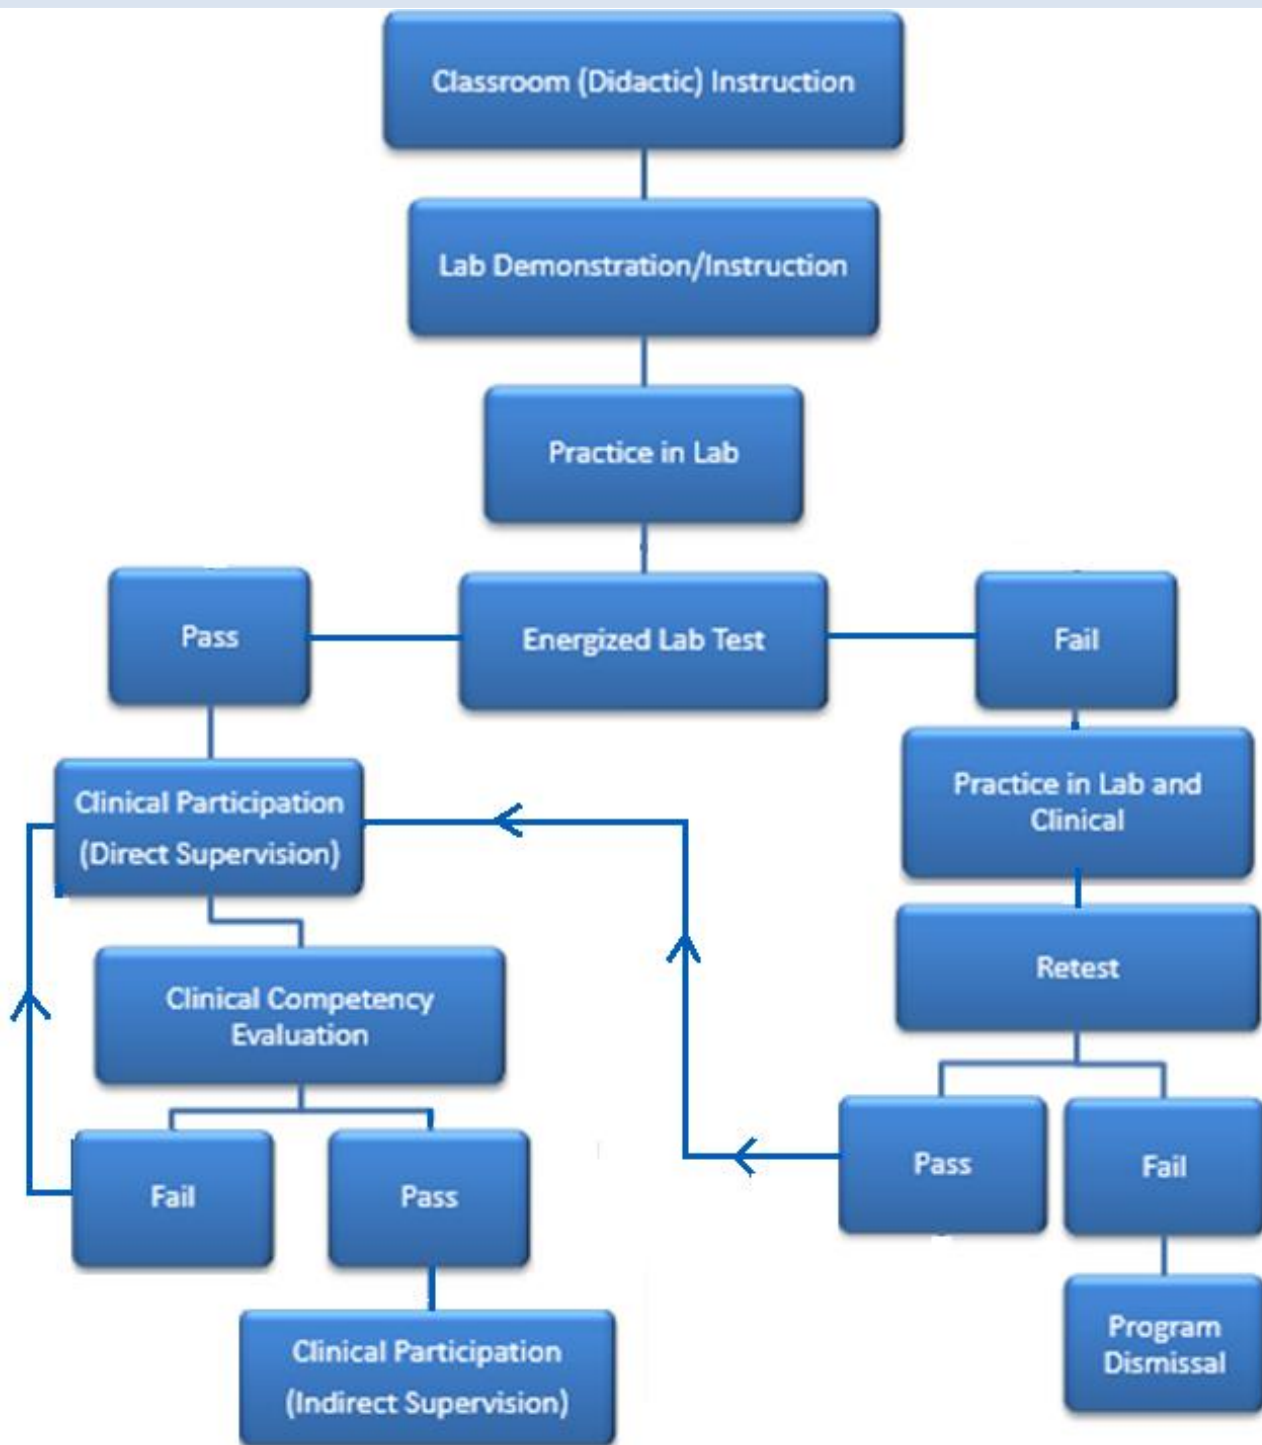 Classroom (Didactic) Instruction
Lab Demonstration/Instruction
Practice in Lab
Pass
Energized Lab Test
Fail
Clinical Participation
(Direct Supervision)
Practice in Lab and
Clinical
Clinical Competency
Evaluation
Retest
Fail
Pass
Pass
Fail
Clinical Participation
(Indirect Supervision)
Program
Dismissal